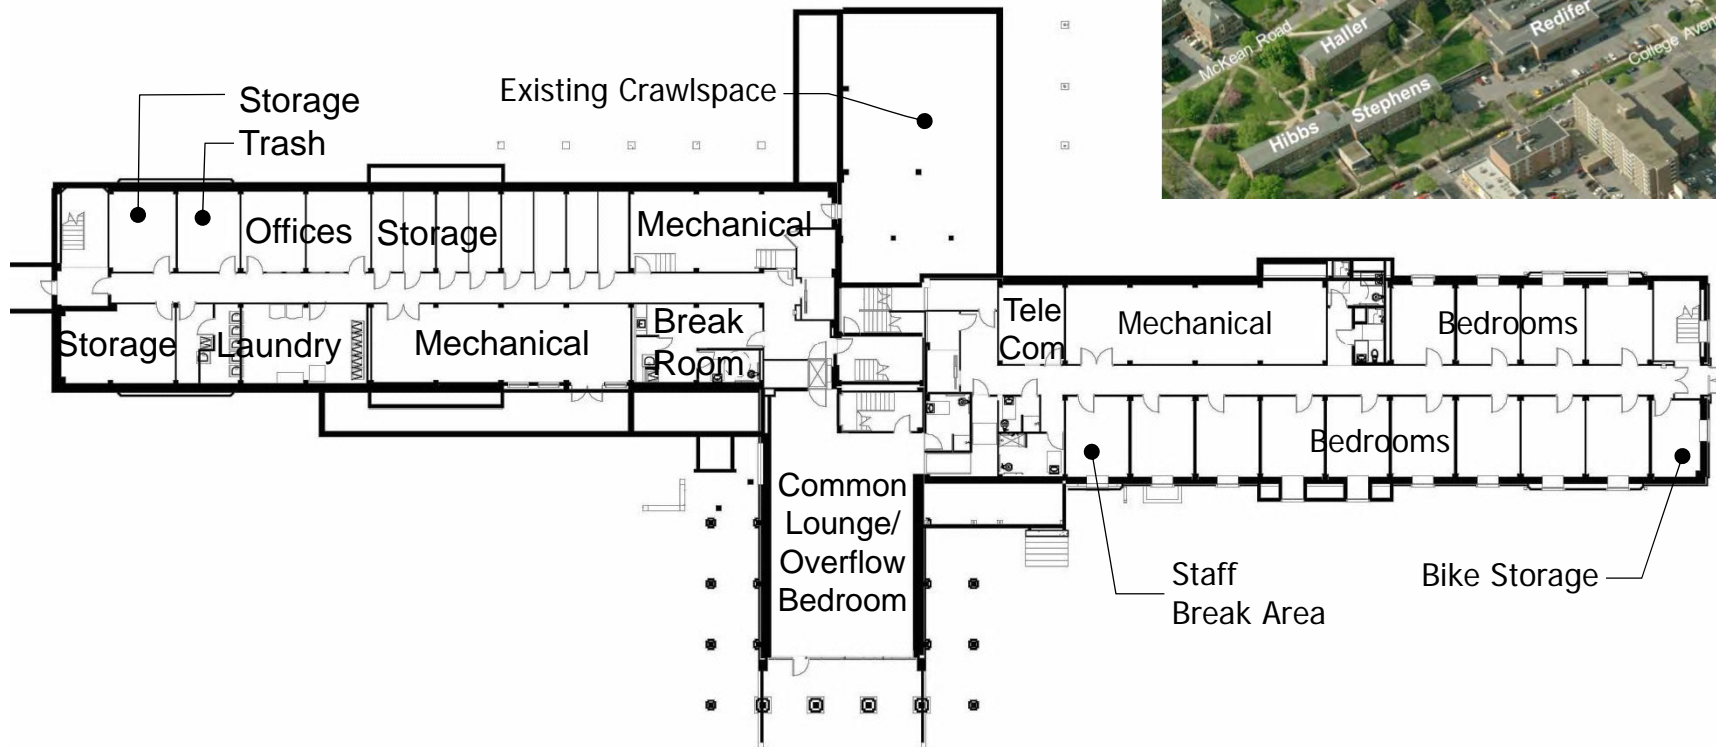 McKean Road
Haller
Redifer
College Aven
Stephens
Hibbs
Existing Crawlspace
Storage
Trash
Offices
Storage
Mechanical
Storage
Laundry
Mechanical
Break
Room
Tele
Com
Mechanical
Bedrooms
Bedrooms
Common
Lounge/
Overflow
Bedroom
Staff
Break Area
Bike Storage